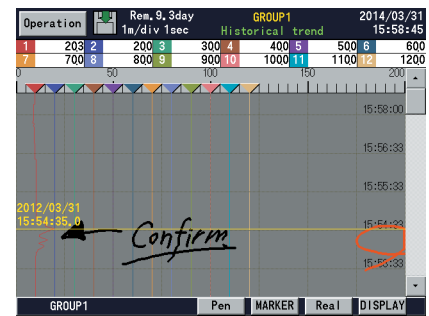 Operation Rem.9.3day GROUP1 2014/03/31
1m/div 1sec Historical trend 15:58:45
1 203 2 200 3 300 4 400 5 500 6 600
7 700 8 800 9 900 10 1000 11 1100 12 1200
0 50 100 150 200
15:58:00
15:56:33
15:55:33
2012/03/31
15:54:35.0
15:54:33
Confirm
15:53:33
GROUP1 Pen MARKER Real DISPLAY